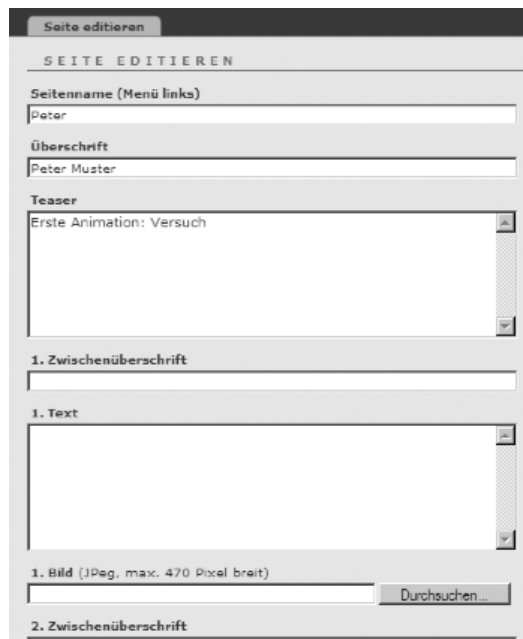 Seite editieren
SEITE EDITIEREN
Seitenname (Menü links)
Peter
Überschrift
Peter Muster
Teaser
Erste Animation: Versuch
1. Zwischenüberschrift
1. Text
1. Bild (JPeg, max. 470 Pixel breit)
Durchsuchen...
2. Zwischenüberschrift